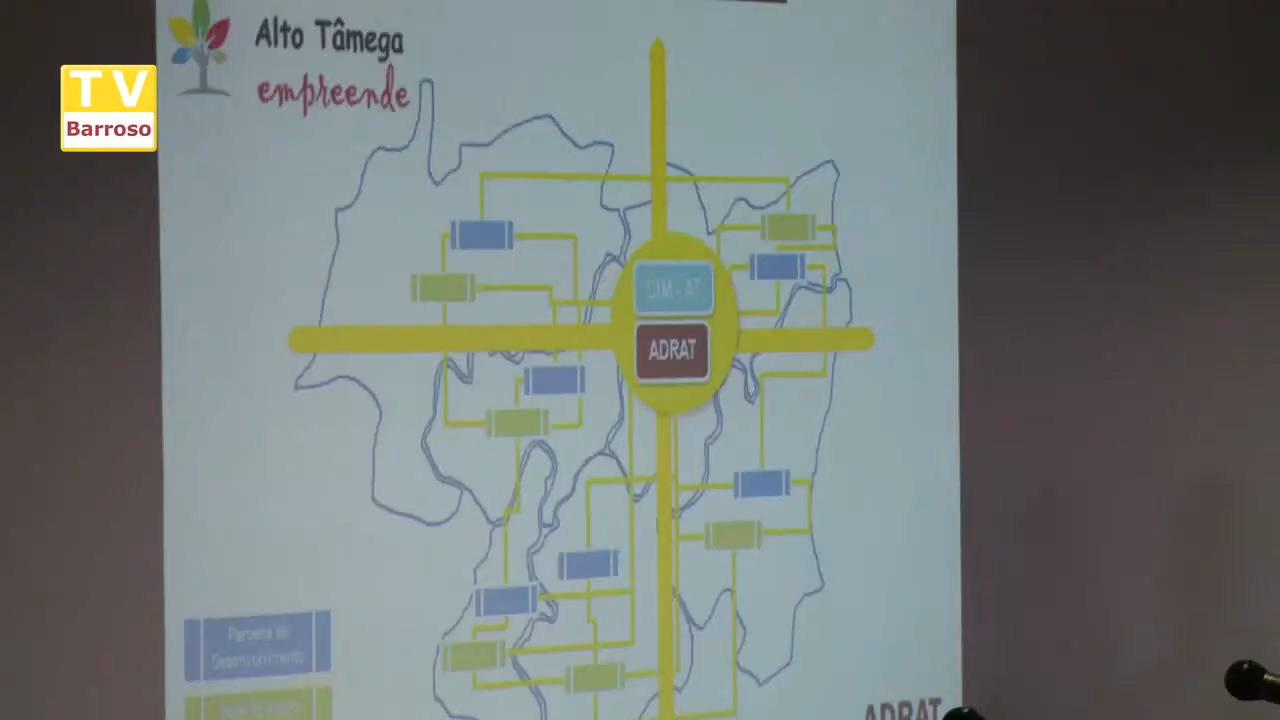 Alto Tâmega
empreende
TV
Barroso
CIM - AT
ADRAT
Parceria de
Desenvolvimento
ADRAT